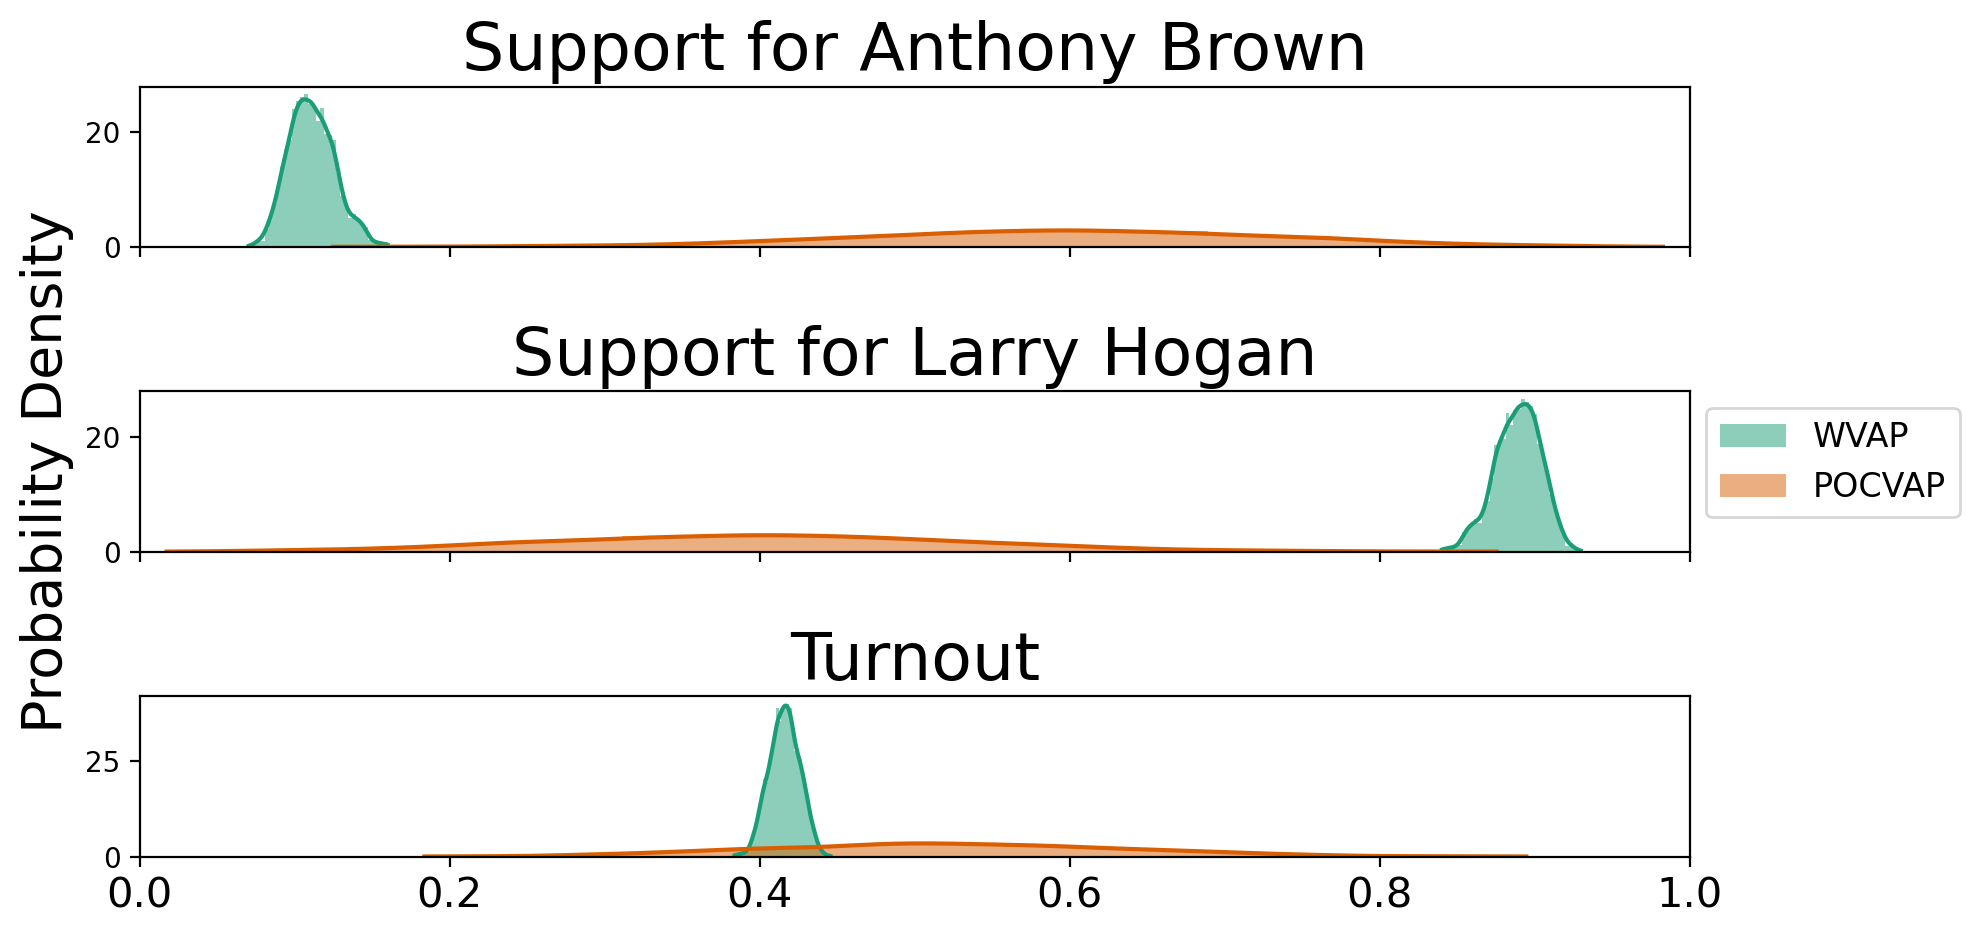 Support for Anthony Brown
20
0
Support for Larry Hogan
20
0
WVAP
POCVAP
Turnout
25
0
0.0 0.2 0.4 0.6 0.8 1.0
Probability Density